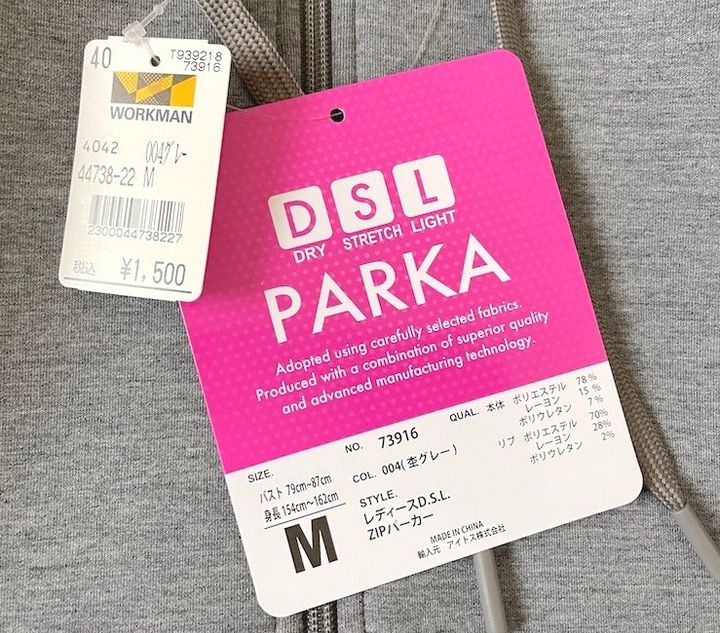 40
T939218
73916
WORKMAN
4042 004グレー
44738-22 M
2300044738227
税込 ¥1,500
D S L
DRY STRETCH LIGHT
PARKA
Adopted using carefully selected fabrics.
Produced with a combination of superior quality
and advanced manufacturing technology.
SIZE.
バスト 79cm~87cm
身長 154cm~162cm
M
NO. 73916
COL. 004(杢グレー)
STYLE.
レディースD.S.L.
ZIPパーカー
QUAL. 本体 ポリエステル 78%
レーヨン 15%
ポリウレタン 7%
リブ ポリエステル 70%
レーヨン 28%
ポリウレタン 2%
MADE IN CHINA
輸入元 アイトス株式会社